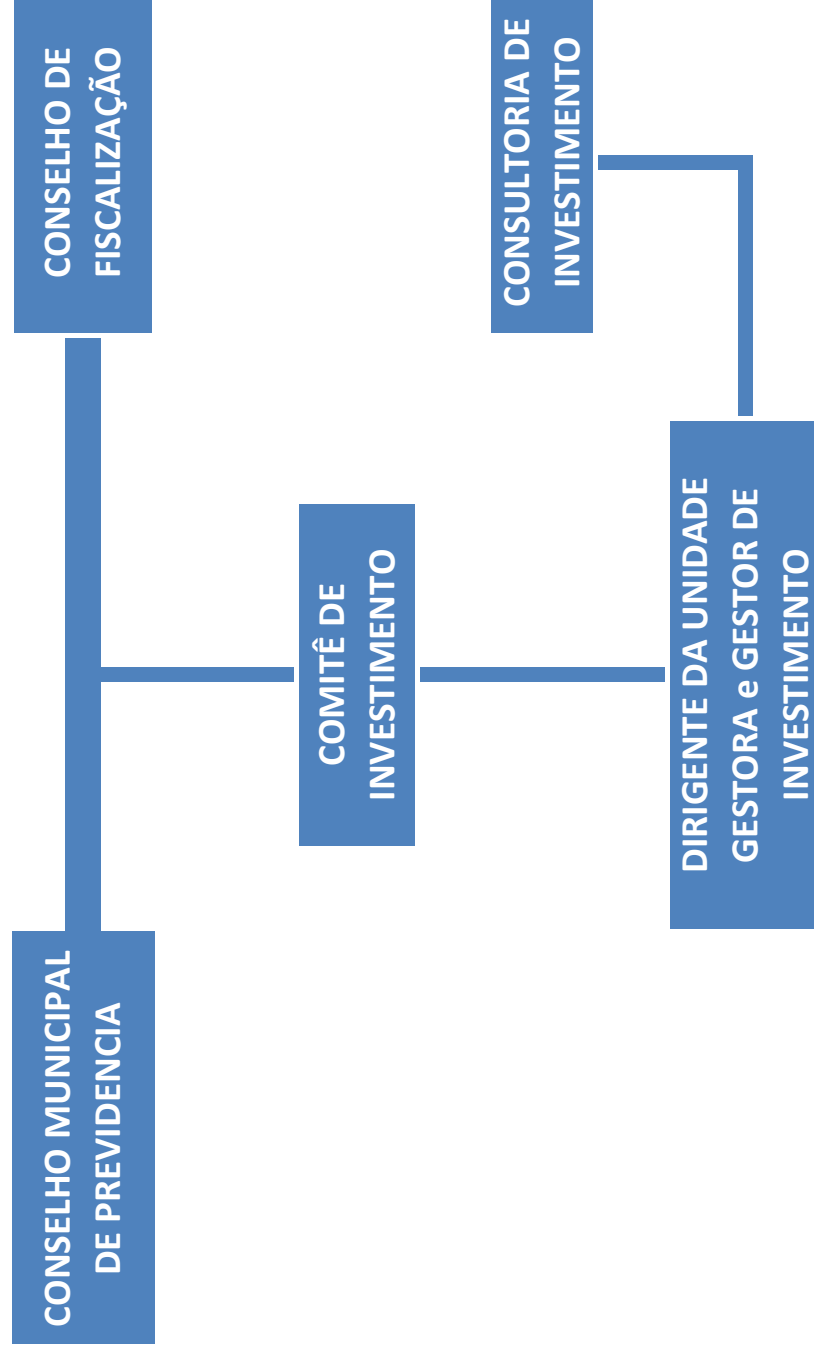 CONSELHO MUNICIPAL
DE PREVIDENCIA
CONSELHO DE
FISCALIZAÇÃO
COMITÊ DE
INVESTIMENTO
CONSULTORIA DE
INVESTIMENTO
DIRIGENTE DA UNIDADE
GESTORA e GESTOR DE
INVESTIMENTO